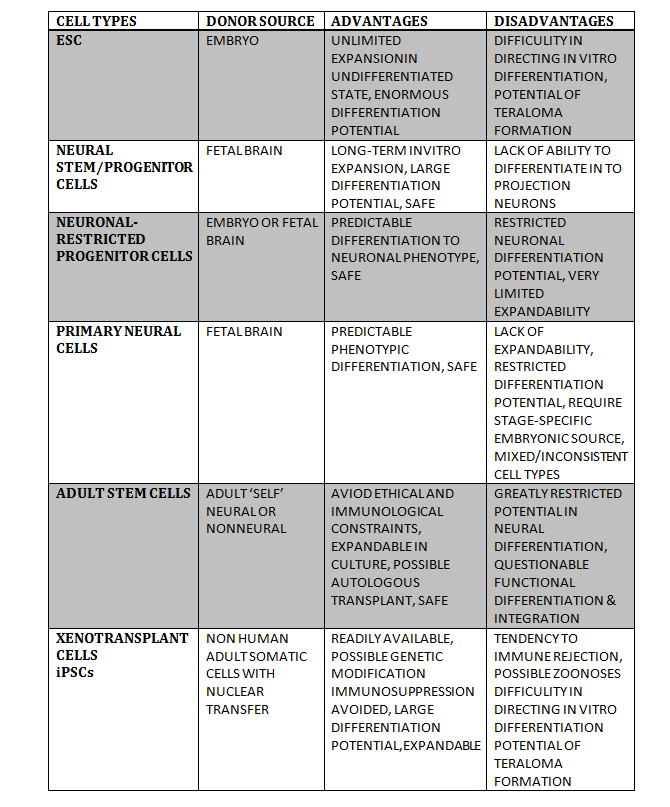 CELL TYPES
DONOR SOURCE
ADVANTAGES
DISADVANTAGES
ESC
EMBRYO
UNLIMITED
EXPANSIONIN
UNDIFFERENTIATED
STATE, ENORMOUS
DIFFERENTIATION
POTENTIAL
DIFFICULITY IN
DIRECTING IN VITRO
DIFFERENTIATION,
POTENTIAL OF
TERALOMA
FORMATION
NEURAL
STEM/PROGENITOR
CELLS
FETAL BRAIN
LONG-TERM INVITRO
EXPANSION, LARGE
DIFFERENTIATION
POTENTIAL, SAFE
LACK OF ABILITY TO
DIFFERENTIATE IN TO
PROJECTION
NEURONS
NEURONAL-
RESTRICTED
PROGENITOR CELLS
EMBRYO OR FETAL
BRAIN
PREDICTABLE
DIFFERENTIATION TO
NEURONAL PHENOTYPE,
SAFE
RESTRICTED
NEURONAL
DIFFERENTIATION
POTENTIAL, VERY
LIMITED
EXPANDABILITY
PRIMARY NEURAL
CELLS
FETAL BRAIN
PREDICTABLE
PHENOTYPIC
DIFFERENTIATION, SAFE
LACK OF
EXPANDABILITY,
RESTRICTED
DIFFERENTIATION
POTENTIAL, REQUIRE
STAGE-SPECIFIC
EMBRYONIC SOURCE,
MIXED/INCONSISTENT
CELL TYPES
ADULT STEM CELLS
ADULT ‘SELF’
NEURAL OR
NONNEURAL
AVIOD ETHICAL AND
IMMUNOLOGICAL
CONSTRAINTS,
EXPANDABLE IN
CULTURE, POSSIBLE
AUTOLOGOUS
TRANSPLANT, SAFE
GREATLY RESTRICTED
POTENTIAL IN
NEURAL
DIFFERENTIATION,
QUESTIONABLE
FUNCTIONAL
DIFFERENTIATION &
INTEGRATION
XENOTRANSPLANT
CELLS
iPSCs
NON HUMAN
ADULT SOMATIC
CELLS WITH
NUCLEAR
TRANSFER
READILY AVAILABLE,
POSSIBLE GENETIC
MODIFICATION
IMMUNOSUPPRESSION
AVOIDED, LARGE
DIFFERENTIATION
POTENTIAL,EXPANDABLE
TENDENCY TO
IMMUNE REJECTION,
POSSIBLE ZOONOSES
DIFFICULITY IN
DIRECTING IN VITRO
DIFFERENTIATION
POTENTIAL OF
TERALOMA
FORMATION